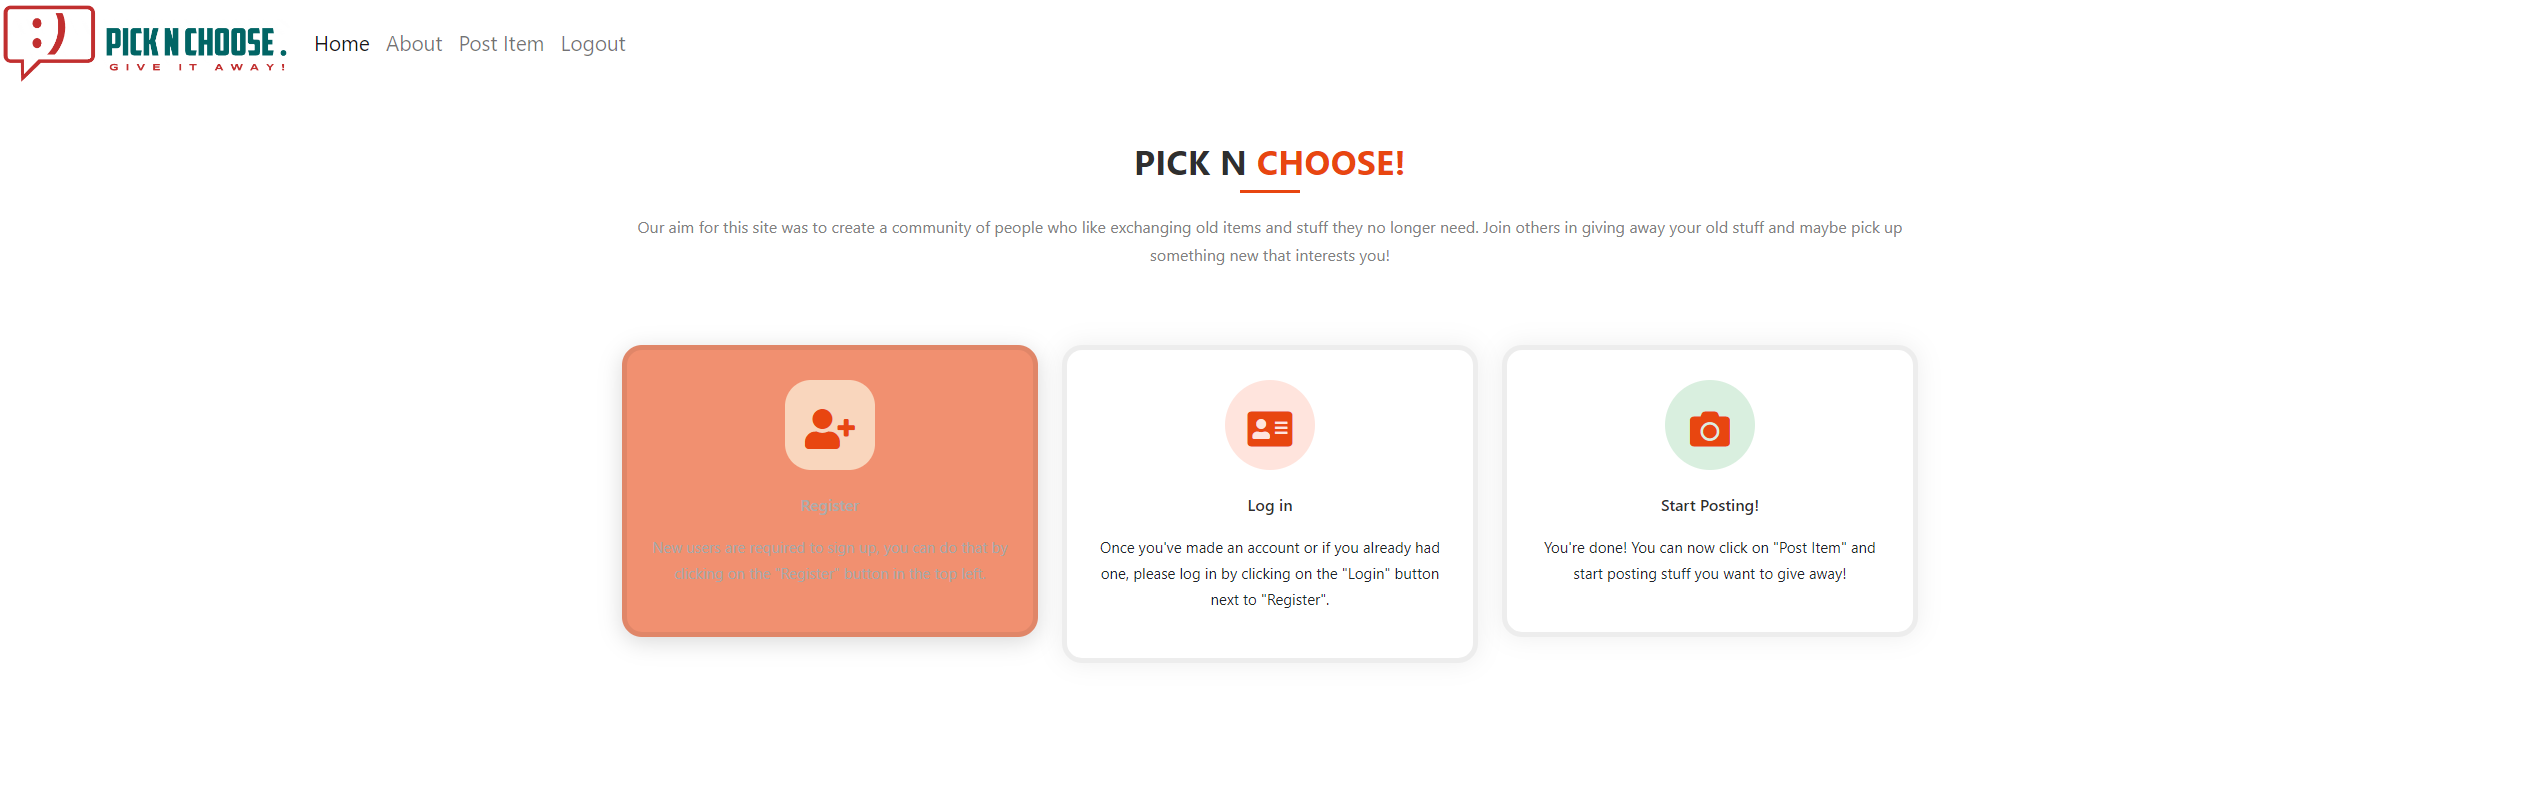 :)
PICK N CHOOSE.
GIVE IT AWAY!
Home About Post Item Logout
PICK N CHOOSE!
Our aim for this site was to create a community of people who like exchanging old items and stuff they no longer need. Join others in giving away your old stuff and maybe pick up
something new that interests you!
Register
New users are required to sign up, you can do that by
clicking on the "Register" button in the top left.
Log in
Once you've made an account or if you already had
one, please log in by clicking on the "Login" button
next to "Register".
Start Posting!
You're done! You can now click on "Post Item" and
start posting stuff you want to give away!